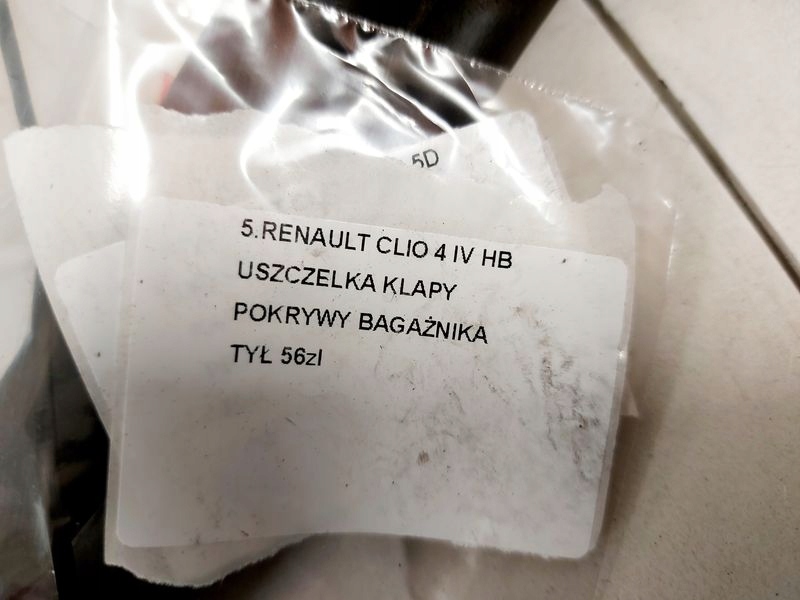 5D
5.RENAULT CLIO 4 IV HB
USZCZELKA KLAPY
POKRYWY BAGAŻNIKA
TYŁ 56zl